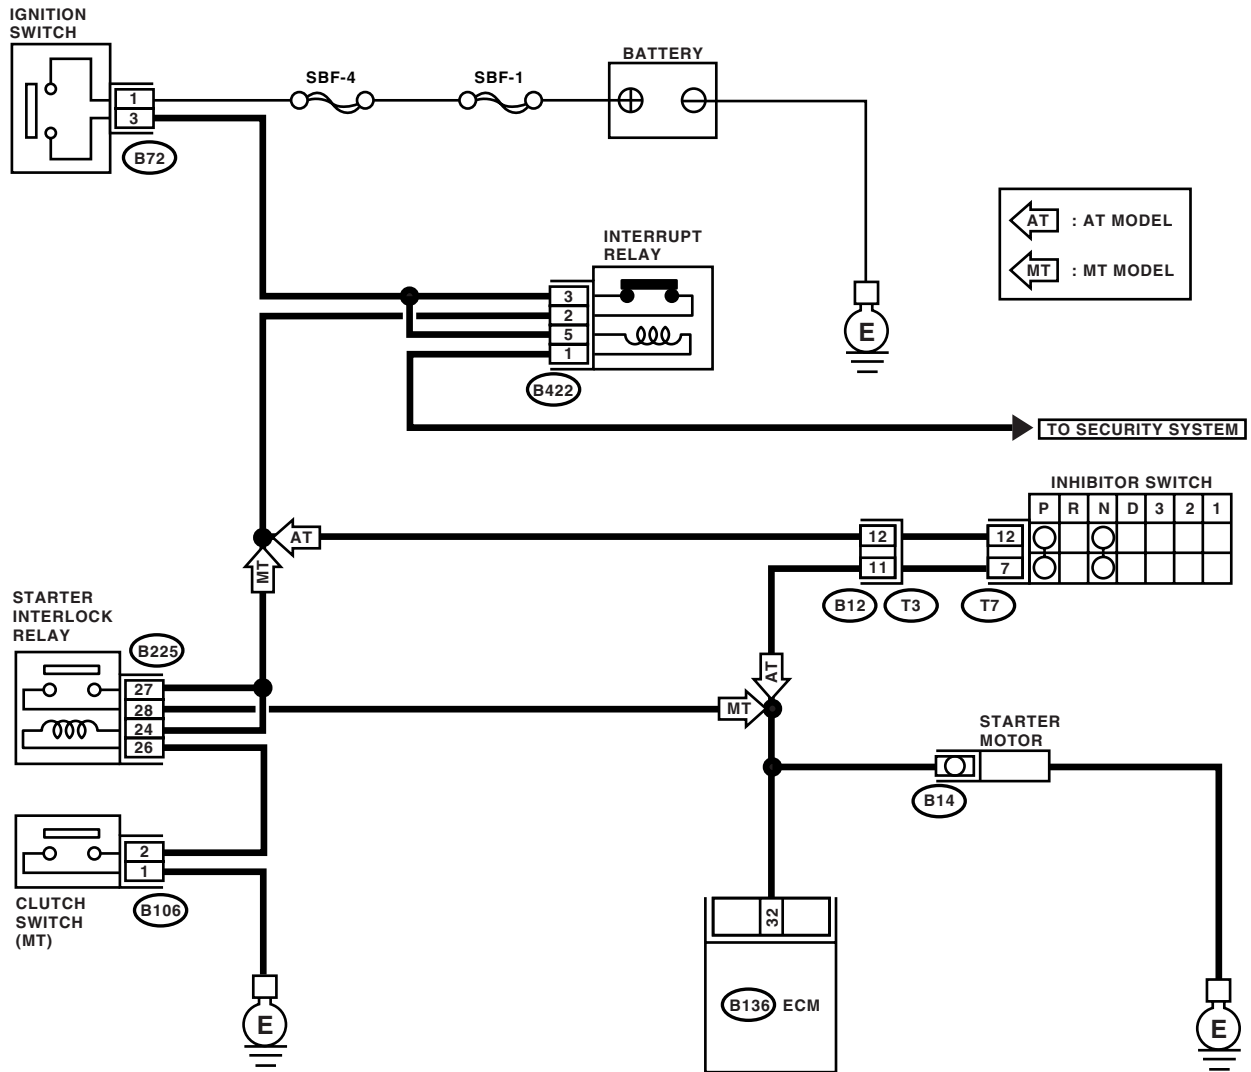 IGNITION
SWITCH
1
3
B72
SBF-4
SBF-1
BATTERY
AT : AT MODEL
MT : MT MODEL
INTERRUPT
RELAY
3
2
5
1
B422
E
TO SECURITY SYSTEM
INHIBITOR SWITCH
P R N D 3 2 1
AT
12
11
12
7
B12
T3
T7
MT
STARTER
INTERLOCK
RELAY
B225
27
28
24
26
AT
MT
STARTER
MOTOR
B14
2
1
B106
CLUTCH
SWITCH
(MT)
32
B136 ECM
E
E